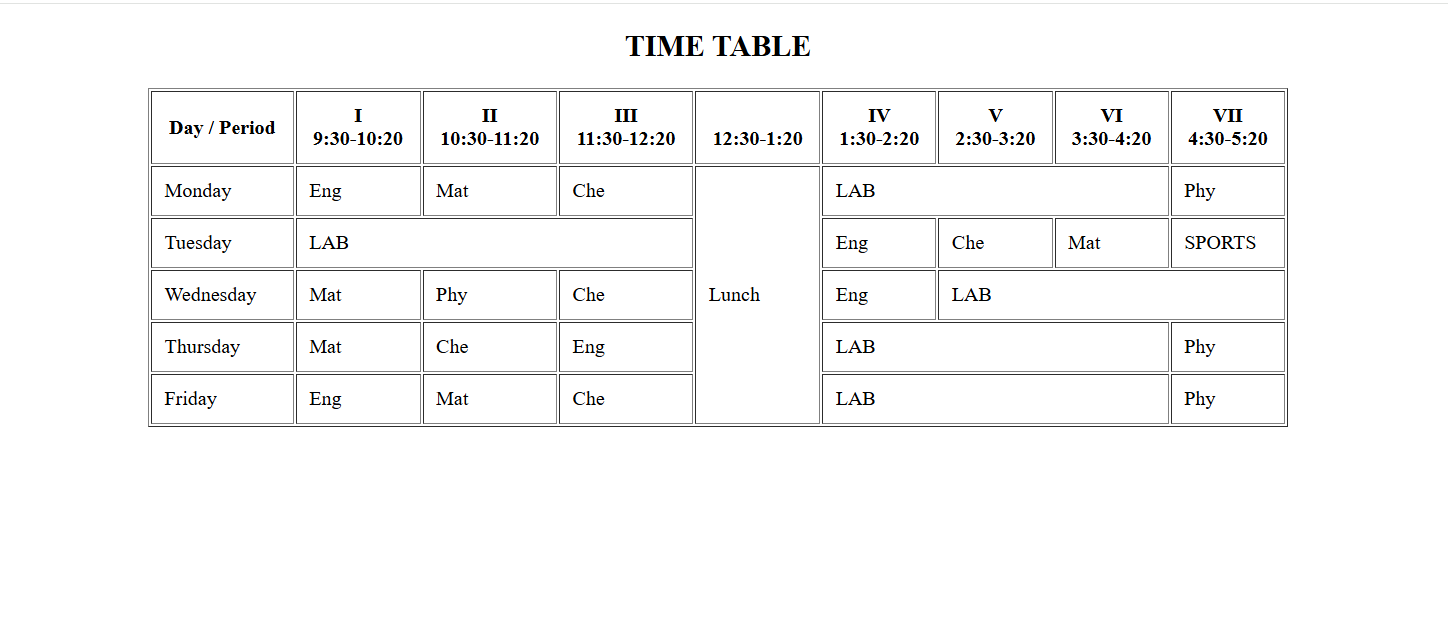 TIME TABLE
Day / Period I II III IV V VI VII
9:30-10:20 10:30-11:20 11:30-12:20 12:30-1:20 1:30-2:20 2:30-3:20 3:30-4:20 4:30-5:20
Monday Eng Mat Che LAB Phy
Tuesday LAB Eng Che Mat SPORTS
Wednesday Mat Phy Che Lunch Eng LAB
Thursday Mat Che Eng LAB Phy
Friday Eng Mat Che LAB Phy